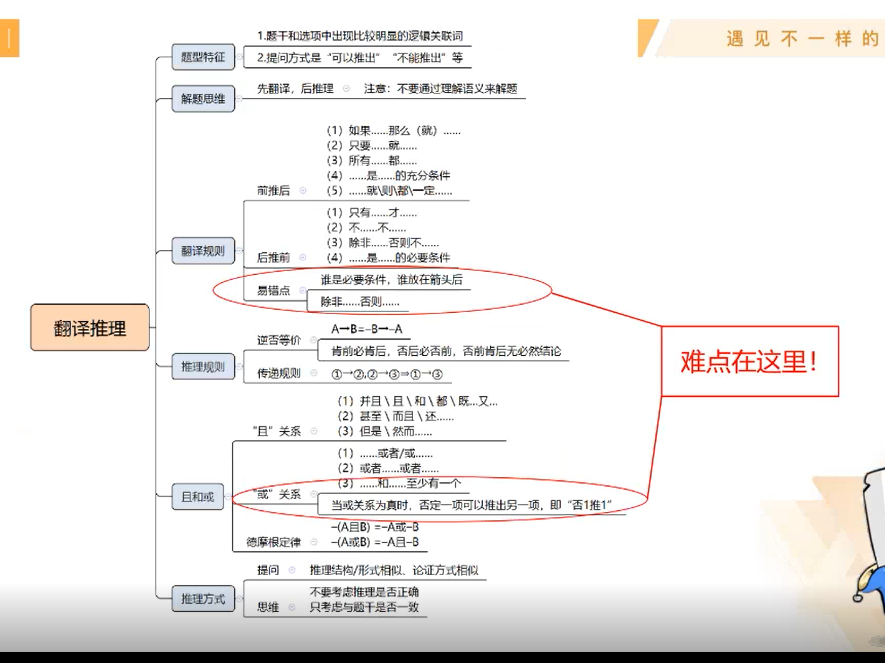 遇见不一样的
1.题干和选项中出现比较明显的逻辑关联词
题型特征
2.提问方式是“可以推出” “不能推出”等
解题思维
先翻译，后推理 注意：不要通过理解语义来解题
(1) 如果……那么（就）……
(2) 只要……就……
(3) 所有……都……
(4) ……是……的充分条件
前推后
(5) ……就\则\都\一定……
(1) 只有……才……
(2) 不……不……
翻译规则
(3) 除非……否则不……
后推前
(4) ……是……的必要条件
谁是必要条件，谁放在箭头后
易错点
除非……否则……
翻译推理
A→B=−B→−A
逆否等价
肯前必肯后，否后必否前，否前肯后无必然结论
推理规则
传递规则
①→②,②→③⇒①→③
难点在这里！
(1) 并且\且\和\都\既…又…
(2) 甚至\而且\还……
“且”关系
(3) 但是\然而……
(1) ……或者/或……
(2) 或者……或者……
(3) ……和……至少有一个
且和或
“或”关系
当或关系为真时，否定一项可以推出另一项，即“否1推1”
−(A且B) =−A或−B
德摩根定律
−(A或B) =−A且−B
提问
推理结构/形式相似、论证方式相似
推理方式
不要考虑推理是否正确
思维
只考虑与题干是否一致